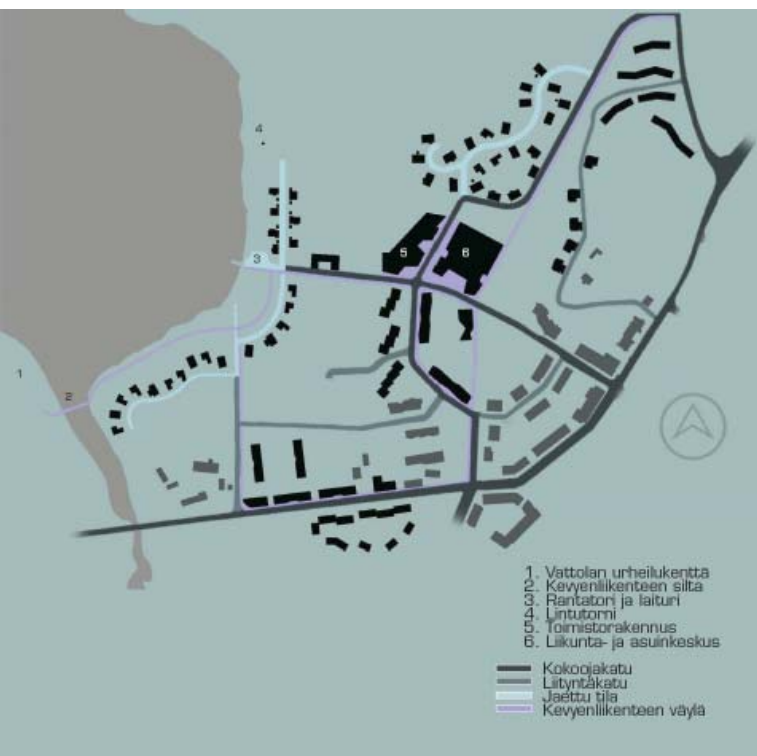 4
5
6
3
1
2
1. Vattolan urheilukenttä
2. Kevyenliikenteen silta
3. Rantatori ja laituri
4. Lintutorni
5. Toimistorakennus
6. Liikunta- ja asuinkeskus
Kokoojakatu
Liityntäkatu
Jaettu tila
Kevyenliikenteen väylä